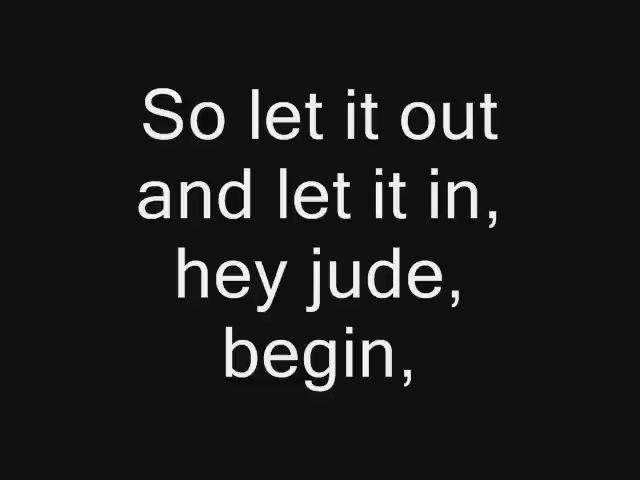 So let it out
and let it in,
hey jude,
begin,